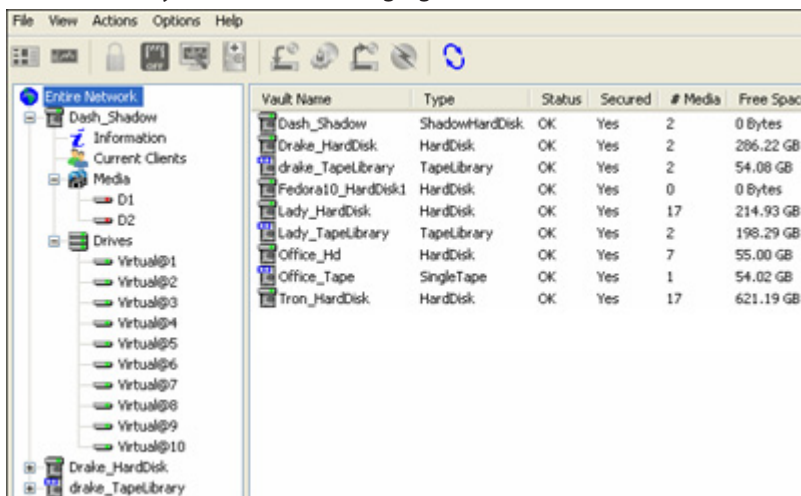 File View Actions Options Help
OFF
Entire Network
Dash_Shadow
Information
Current Clients
Media
D1
D2
Drives
Virtual@1
Virtual@2
Virtual@3
Virtual@4
Virtual@5
Virtual@6
Virtual@7
Virtual@8
Virtual@9
Virtual@10
Drake_HardDisk
drake_TapeLibrary
Vault Name Type Status Secured # Media Free Spac
Dash_Shadow ShadowHardDisk OK Yes 2 0 Bytes
Drake_HardDisk HardDisk OK Yes 2 286.22 GB
drake_TapeLibrary TapeLibrary OK Yes 2 54.08 GB
Fedora10_HardDisk1 HardDisk OK Yes 0 0 Bytes
Lady_HardDisk HardDisk OK Yes 17 214.93 GB
Lady_TapeLibrary TapeLibrary OK Yes 2 198.29 GB
Office_Hd HardDisk OK Yes 7 55.00 GB
Office_Tape SingleTape OK Yes 1 54.02 GB
Tron_HardDisk HardDisk OK Yes 17 621.19 GB